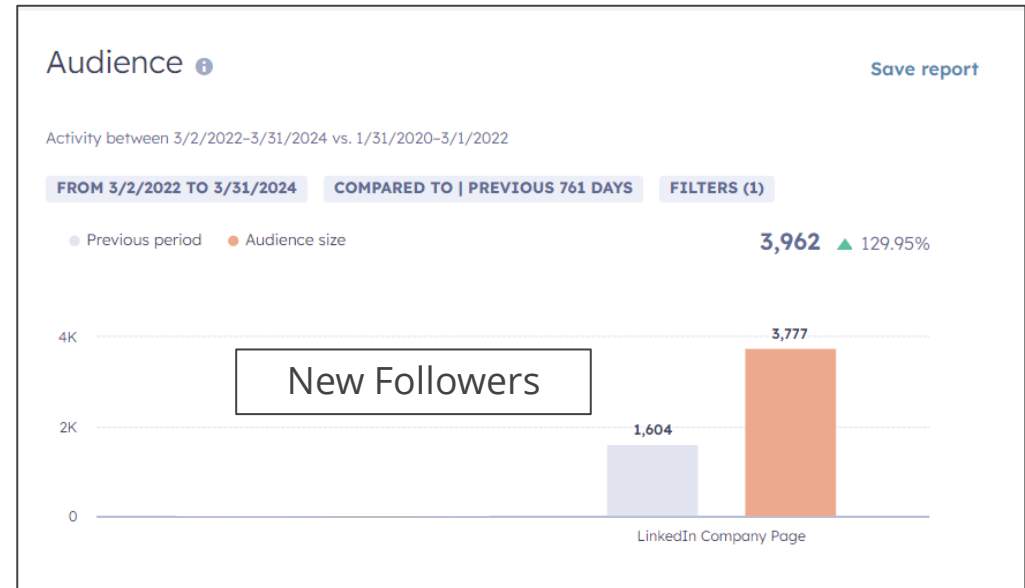 Audience
Save report
Activity between 3/2/2022–3/31/2024 vs. 1/31/2020–3/1/2022
FROM 3/2/2022 TO 3/31/2024 COMPARED TO | PREVIOUS 761 DAYS FILTERS (1)
Previous period Audience size 3,962 ▲ 129.95%
4K
3,777
New Followers
2K
1,604
0
LinkedIn Company Page